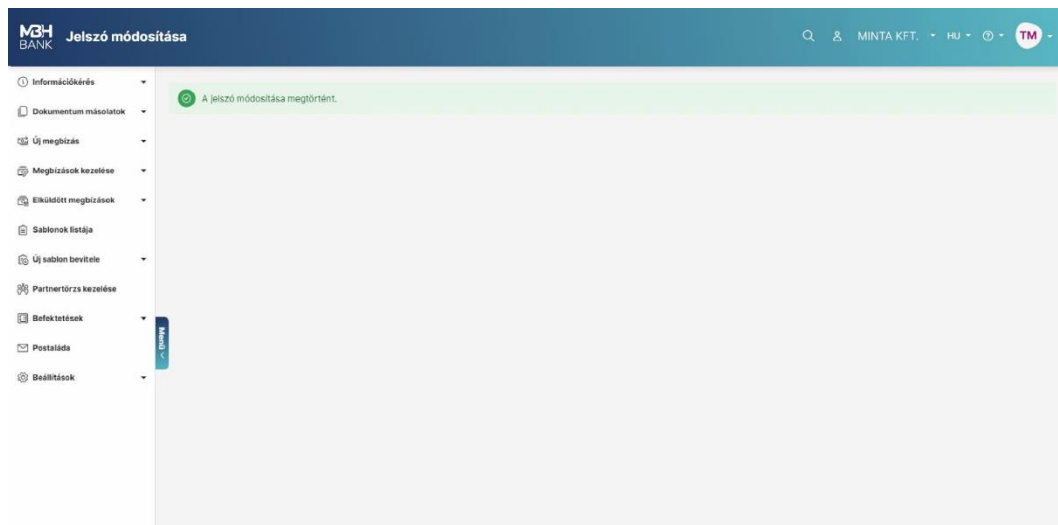 MBH
BANK
Jelszó módosítása
MINTA KFT.
HU
TM
Információkérés
Dokumentum másolatok
Új megbízás
Megbízások kezelése
Elküldött megbízások
Sablonok listája
Új sablon bevitele
Partnertörzs kezelése
Befektetések
Postaláda
Beállítások
Menü
A jelszó módosítása megtörtént.